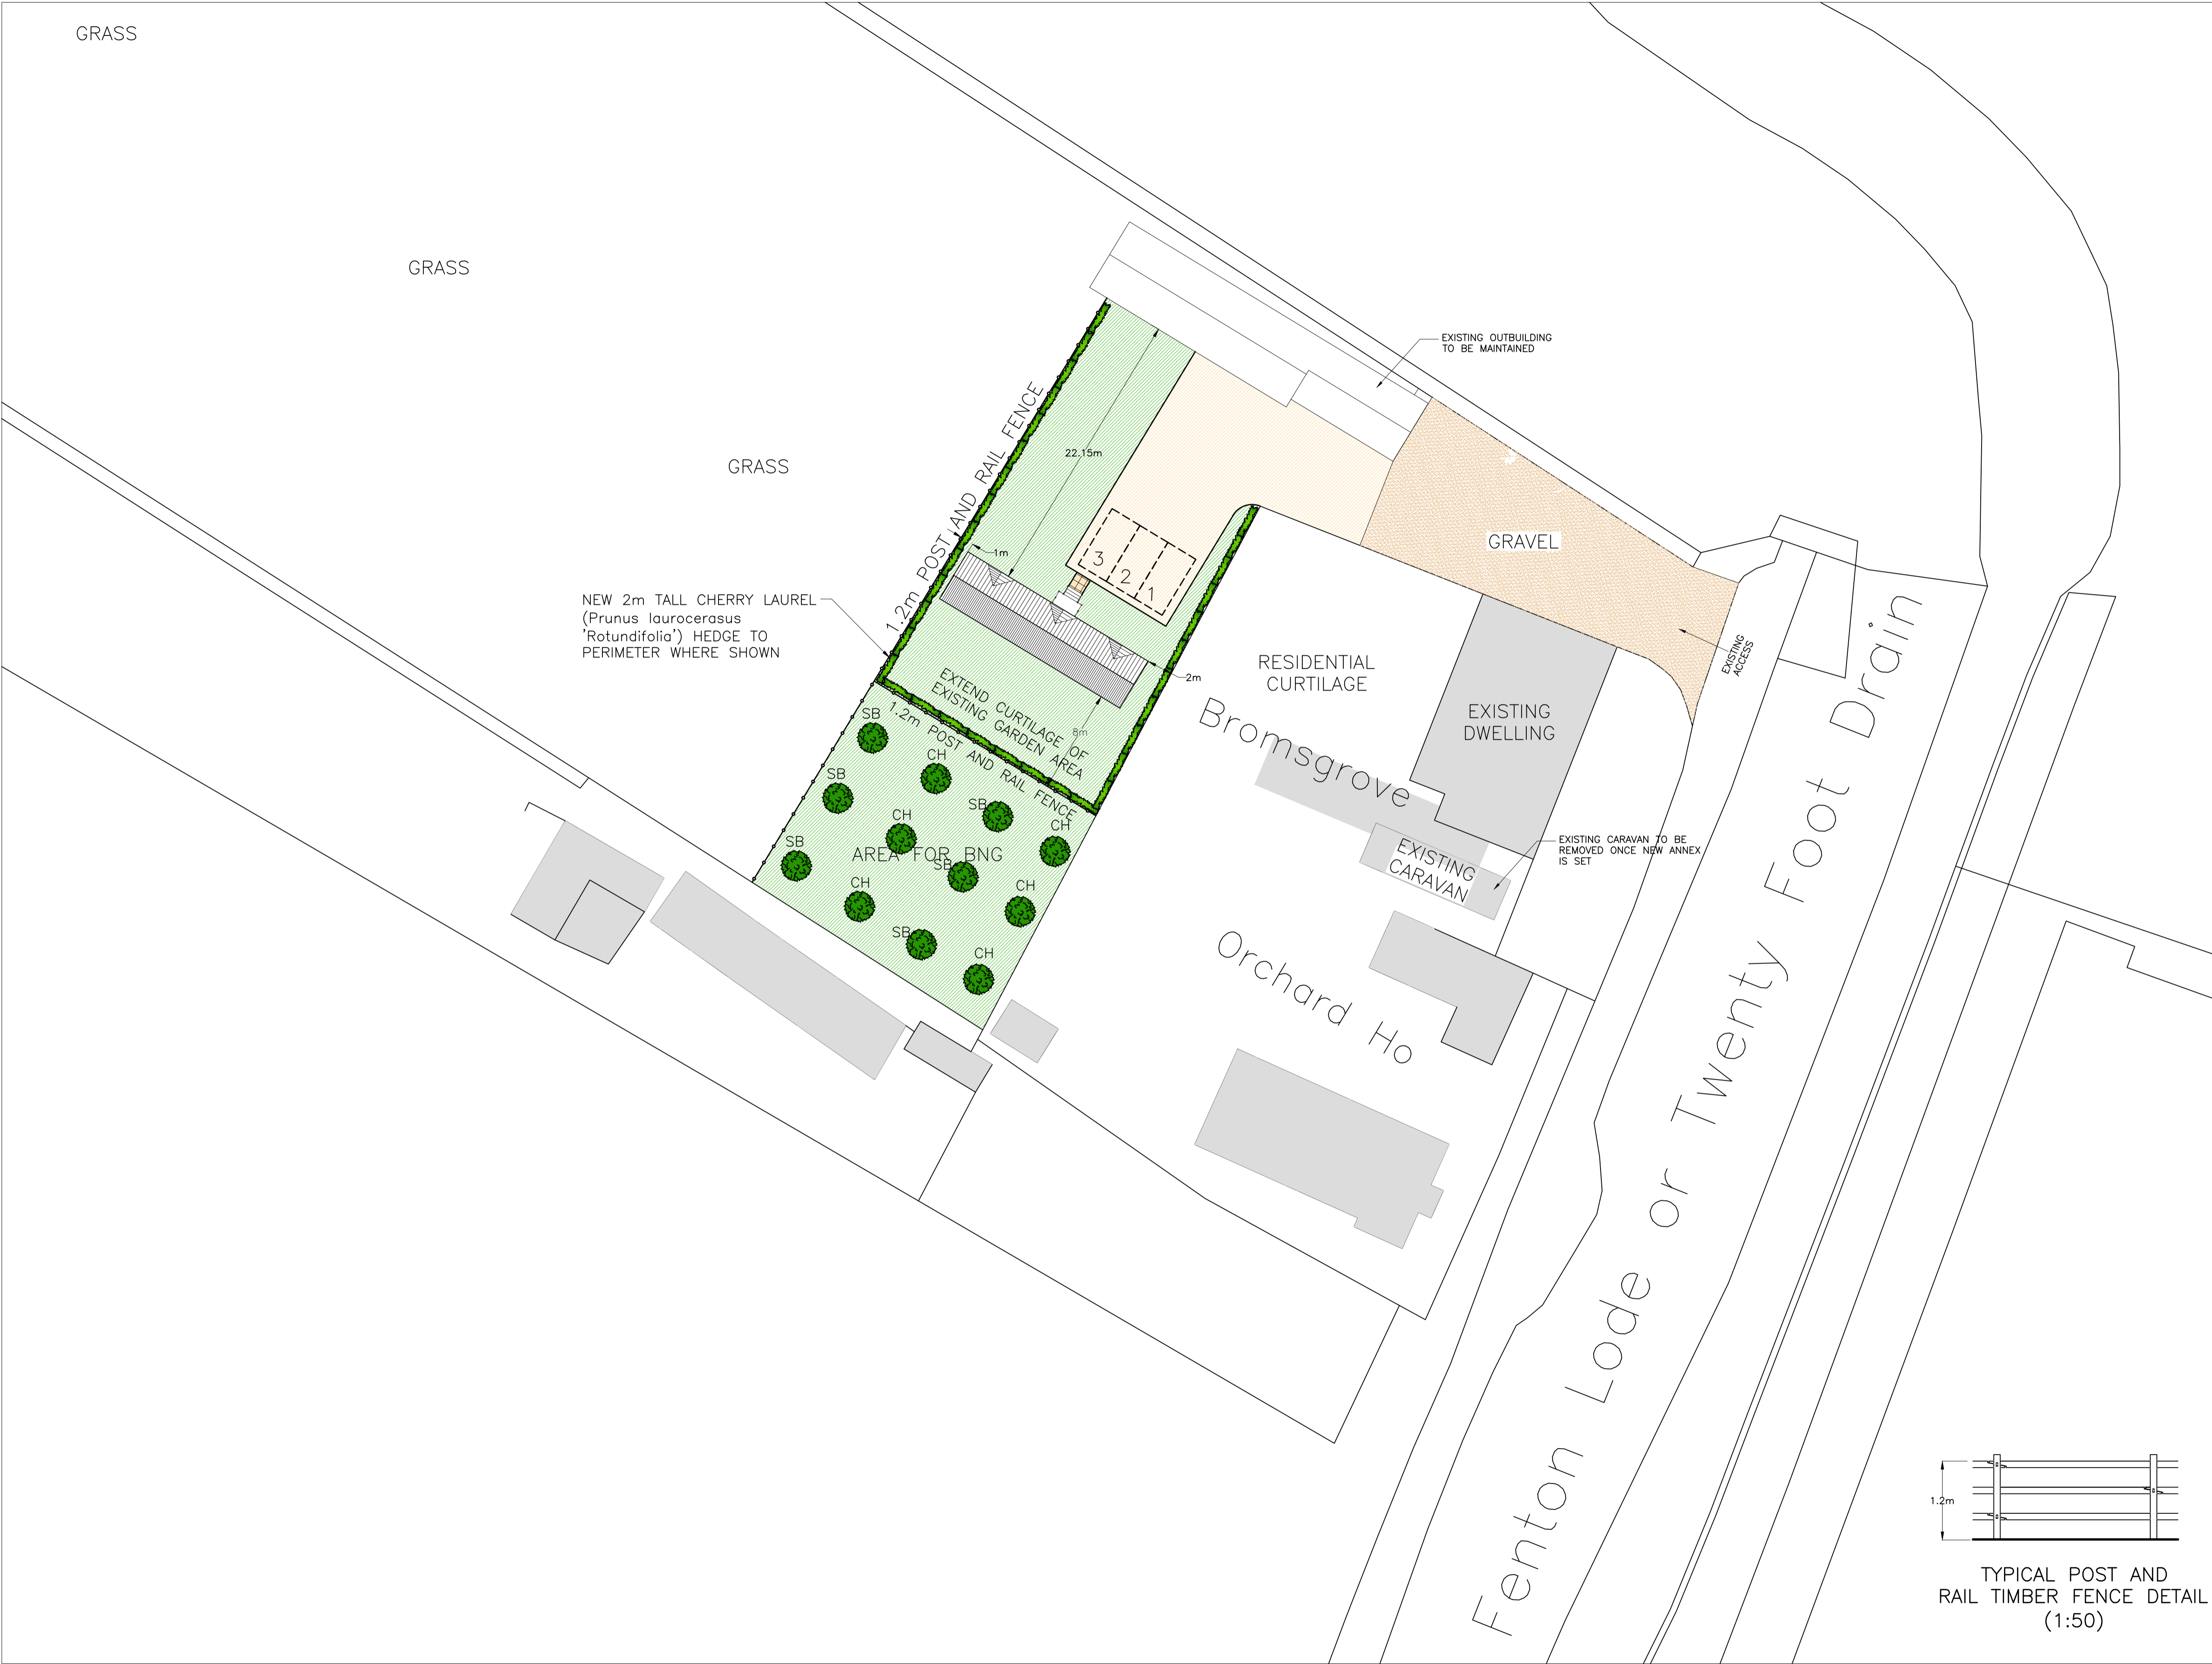 GRASS
GRASS
GRASS
EXISTING OUTBUILDING
TO BE MAINTAINED
1.2m POST AND RAIL FENCE
22.15m
GRAVEL
1m
3
2
1
NEW 2m TALL CHERRY LAUREL
(Prunus laurocerasus
'Rotundifolia') HEDGE TO
PERIMETER WHERE SHOWN
EXISTING
ACCESS
RESIDENTIAL
CURTILAGE
2m
EXTEND CURTILAGE OF
EXISTING GARDEN AREA
8m
1.2m POST AND RAIL FENCE
EXISTING
DWELLING
Bromsgrove
SB
CH
SB
SB
CH
CH
SB
AREA FOR BNG
SB
CH
CH
SB
CH
EXISTING
CARAVAN
EXISTING CARAVAN TO BE
REMOVED ONCE NEW ANNEX
IS SET
Orchard Ho
Fenton Lode or Twenty Foot Drain
1.2m
TYPICAL POST AND
RAIL TIMBER FENCE DETAIL
(1:50)